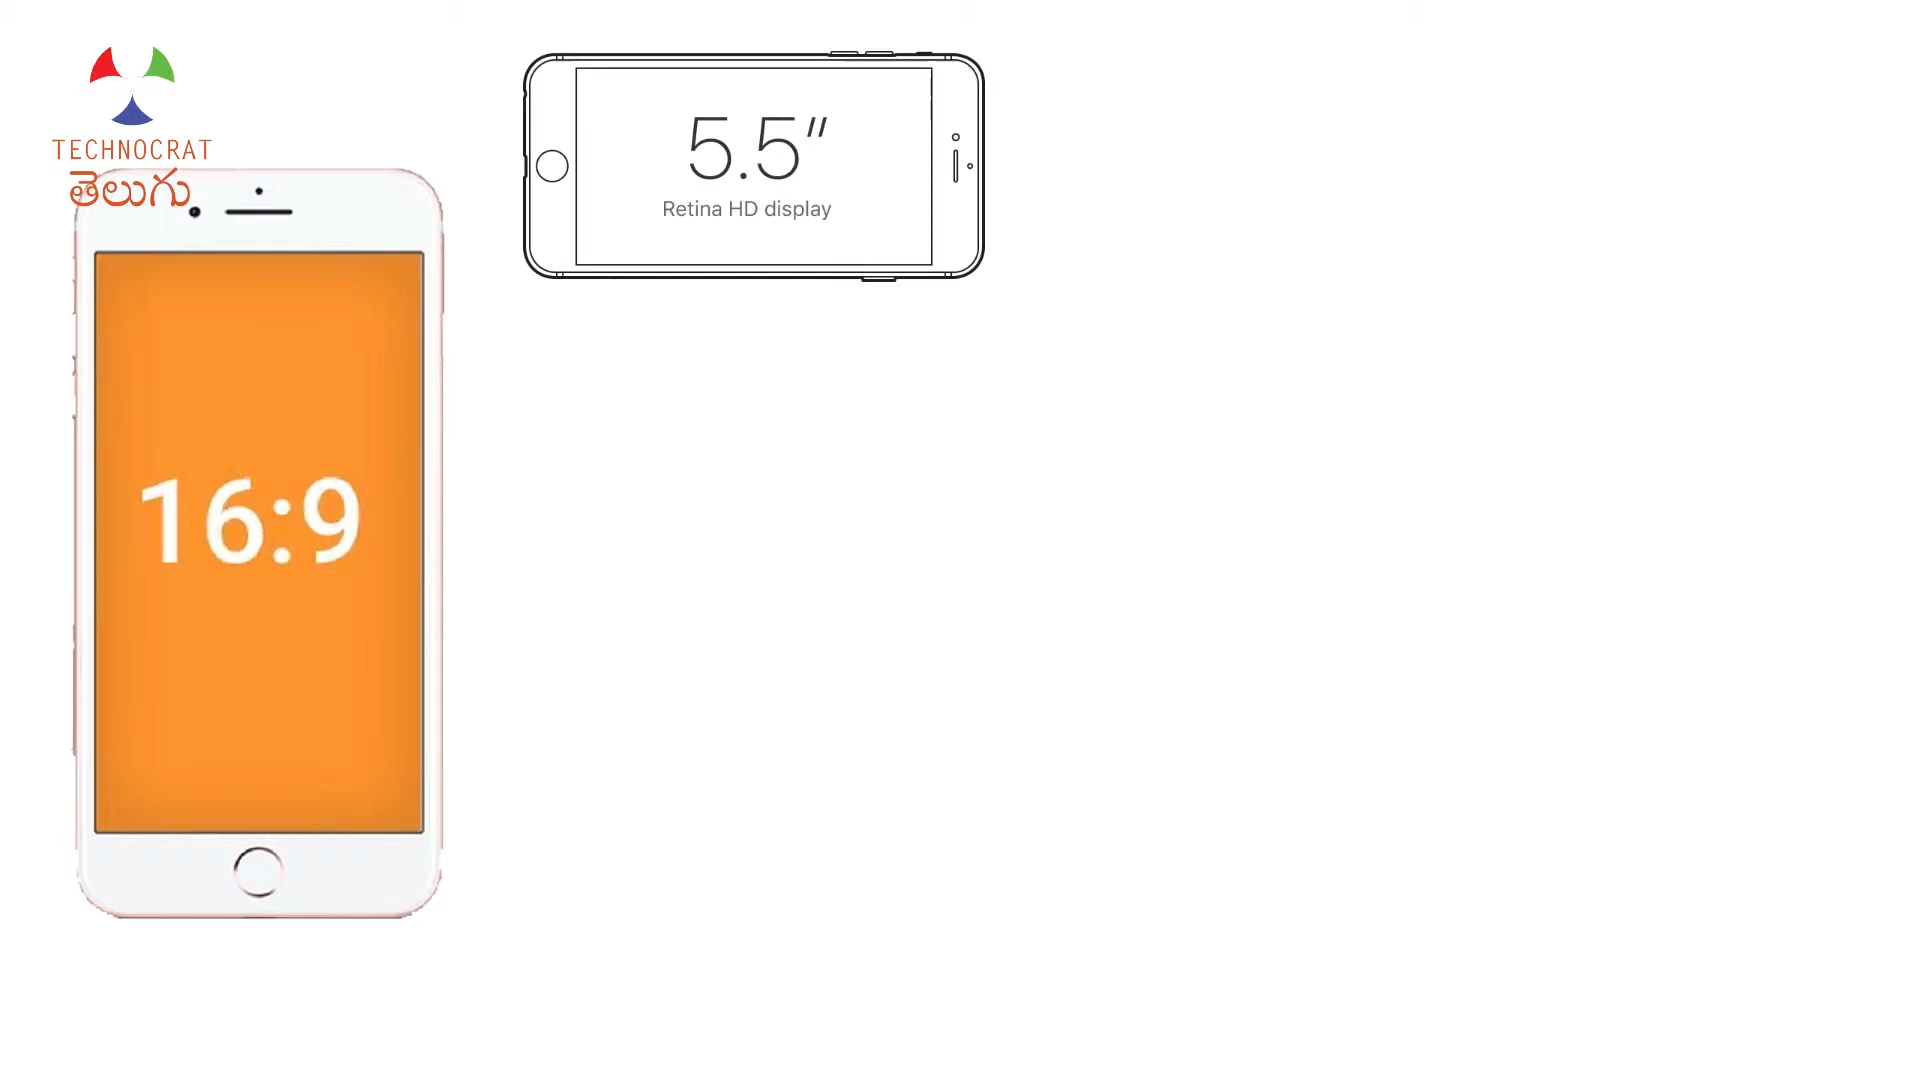 TECHNOCRAT
తెలుగు
5.5"
Retina HD display
16:9